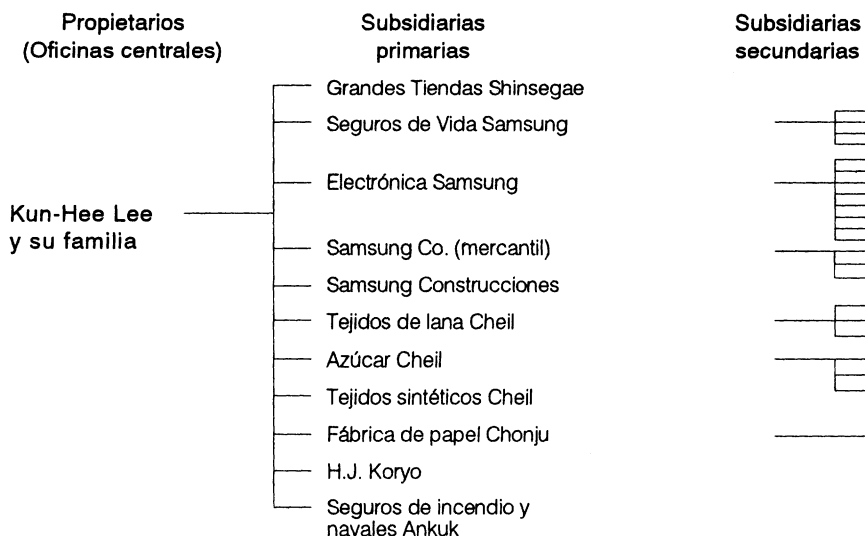 Propietarios
(Oficinas centrales)
Subsidiarias
primarias
Subsidiarias
secundarias
Kun-Hee Lee
y su familia
Grandes Tiendas Shinsegae
Seguros de Vida Samsung
Electrónica Samsung
Samsung Co. (mercantil)
Samsung Construcciones
Tejidos de lana Cheil
Azúcar Cheil
Tejidos sintéticos Cheil
Fábrica de papel Chonju
H.J. Koryo
Seguros de incendio y
navales Ankuk